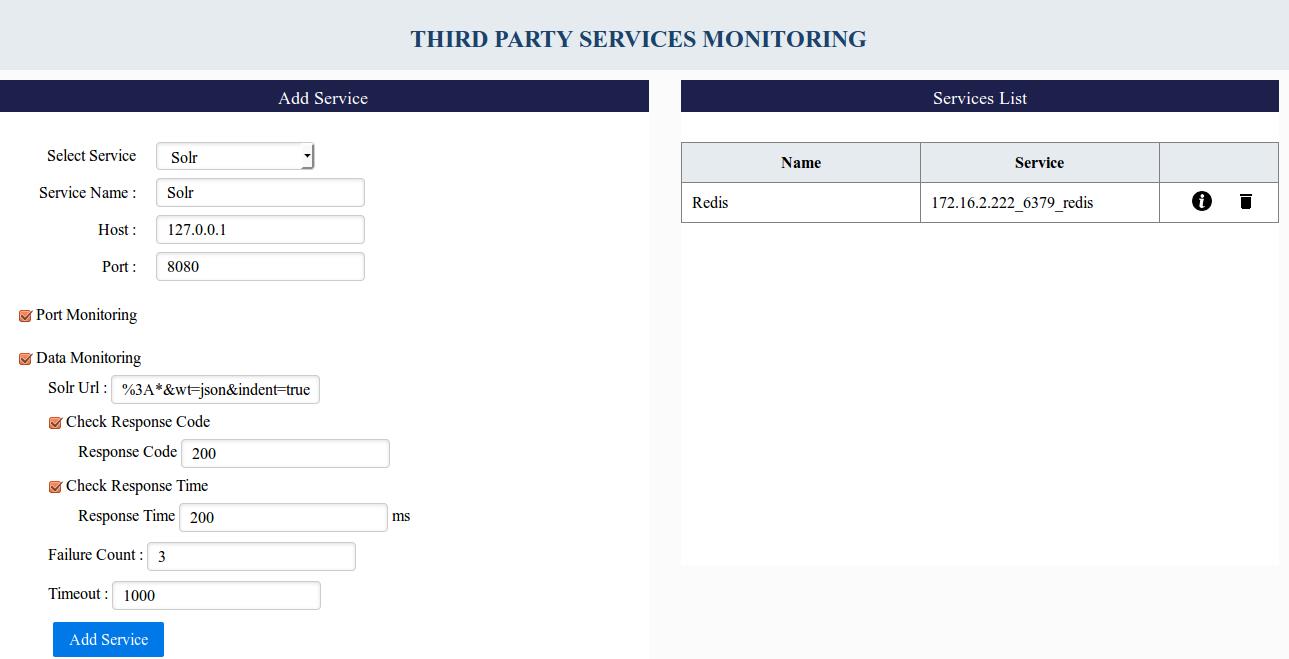 THIRD PARTY SERVICES MONITORING
Add Service
Select Service Solr
Service Name : Solr
Host : 127.0.0.1
Port : 8080
Port Monitoring
Data Monitoring
Solr Url : %3A*&wt=json&indent=true
Check Response Code
Response Code 200
Check Response Time
Response Time 200 ms
Failure Count : 3
Timeout : 1000
Add Service
Services List
Name Service
Redis 172.16.2.222_6379_redis